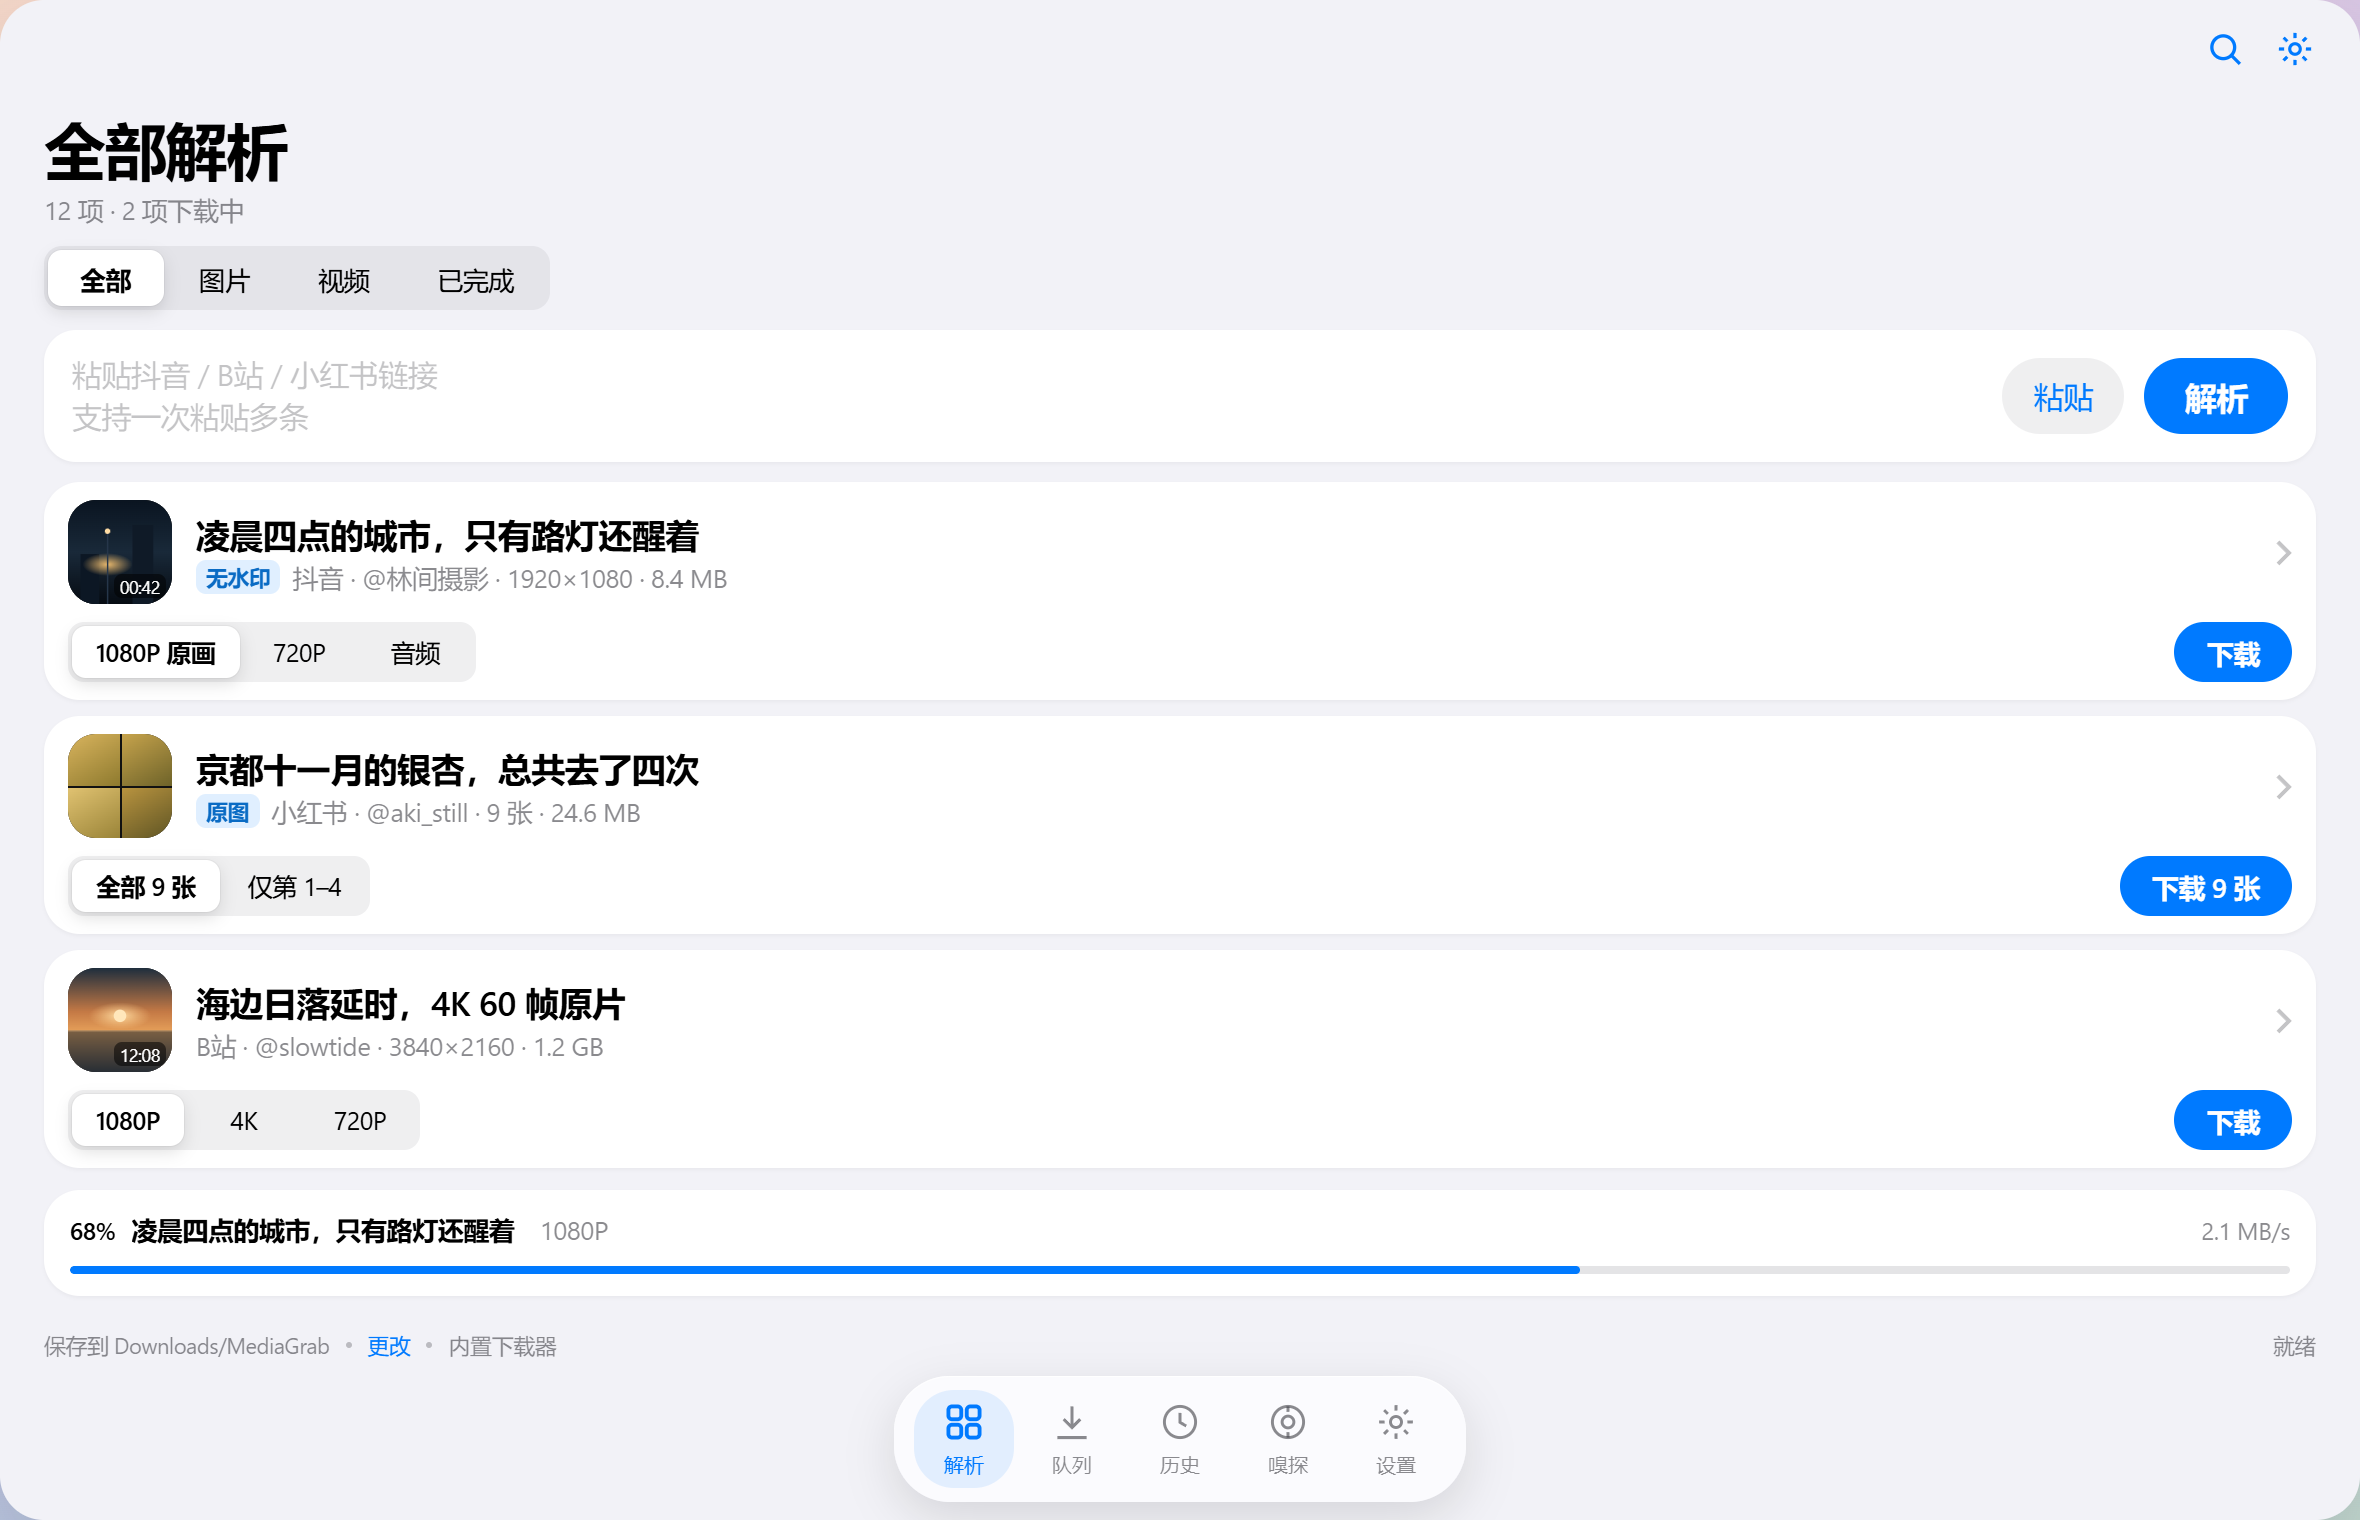 全部解析
12 项 · 2 项下载中
全部 图片 视频 已完成
粘贴抖音 / B站 / 小红书链接
支持一次粘贴多条
粘贴 解析
凌晨四点的城市，只有路灯还醒着
00:42
无水印 抖音 · @林间摄影 · 1920×1080 · 8.4 MB
1080P 原画 720P 音频 下载
京都十一月的银杏，总共去了四次
原图 小红书 · @aki_still · 9 张 · 24.6 MB
全部 9 张 仅第 1–4 下载 9 张
海边日落延时，4K 60 帧原片
12:08
B站 · @slowtide · 3840×2160 · 1.2 GB
1080P 4K 720P 下载
68% 凌晨四点的城市，只有路灯还醒着 1080P 2.1 MB/s
保存到 Downloads/MediaGrab • 更改 • 内置下载器 就绪
解析 队列 历史 嗅探 设置